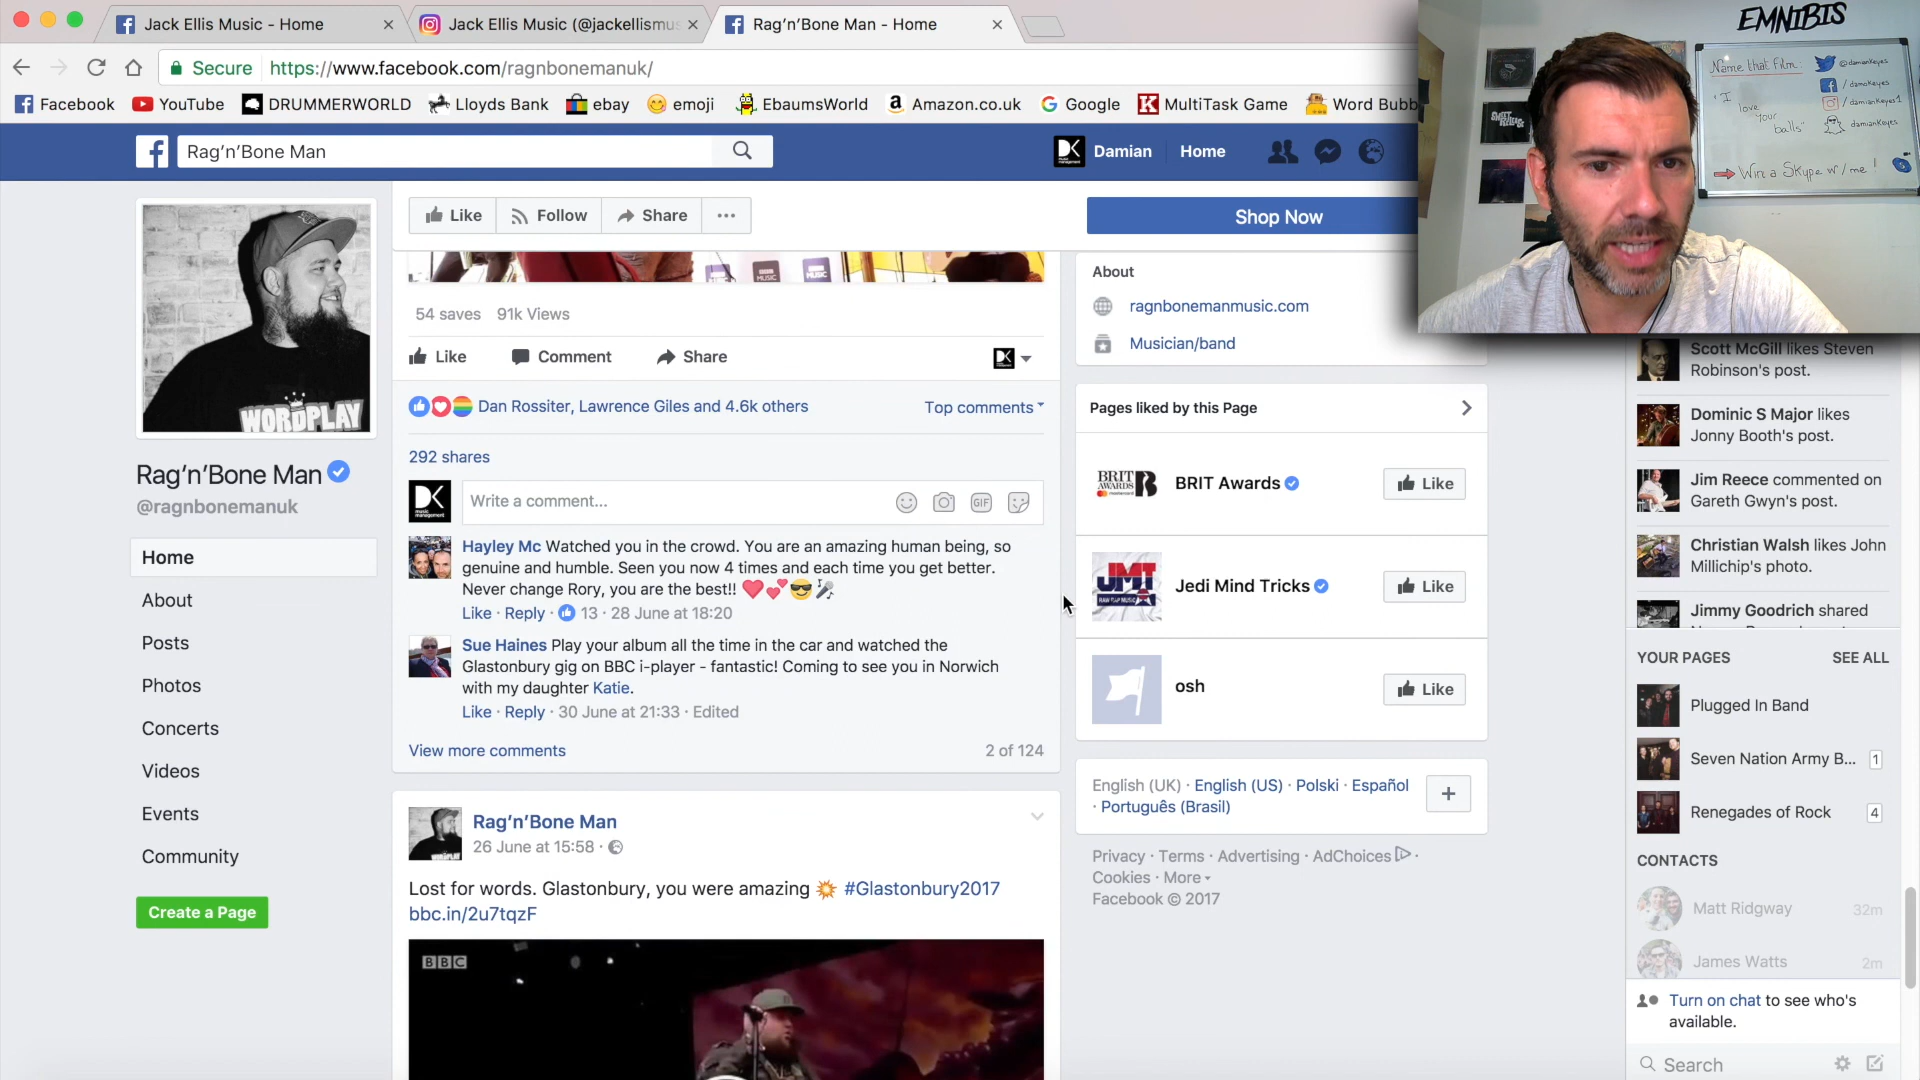 Jack Ellis Music - Home
Jack Ellis Music (@jackellismus
Rag'n'Bone Man - Home
Secure
https://www.facebook.com/ragnbonemanuk/
Facebook
YouTube
DRUMMERWORLD
Lloyds Bank
ebay
emoji
EbaumsWorld
Amazon.co.uk
Google
MultiTask Game
Word Bubb
EMNIBIS
Name that Film:
"I love your balls"
@damiankeyes
/damokeyes
/damiankeyes1
damiankeyes
Win a Skype w/ me!
Rag'n'Bone Man
Damian
Home
Like
Follow
Share
Shop Now
WORDPLAY
Rag'n'Bone Man
@ragnbonemanuk
Home
About
Posts
Photos
Concerts
Videos
Events
Community
Create a Page
MUSIC
MUSIC
54 saves 91k Views
Like
Comment
Share
Dan Rossiter, Lawrence Giles and 4.6k others
Top comments
292 shares
DK
Write a comment...
GIF
Hayley Mc Watched you in the crowd. You are an amazing human being, so
genuine and humble. Seen you now 4 times and each time you get better.
Never change Rory, you are the best!! ❤️💕😎🎤
Like · Reply · 13 · 28 June at 18:20
Sue Haines Play your album all the time in the car and watched the
Glastonbury gig on BBC i-player - fantastic! Coming to see you in Norwich
with my daughter Katie.
Like · Reply · 30 June at 21:33 · Edited
View more comments
2 of 124
Rag'n'Bone Man
26 June at 15:58 ·
Lost for words. Glastonbury, you were amazing 💥 #Glastonbury2017
bbc.in/2u7tqzF
BBC
About
ragnbonemanmusic.com
Musician/band
Pages liked by this Page
BRIT AWARDS
BRIT Awards
Like
JMT
Jedi Mind Tricks
Like
osh
Like
English (UK) · English (US) · Polski · Español
· Português (Brasil)
Privacy · Terms · Advertising · AdChoices ·
Cookies · More
Facebook © 2017
Scott McGill likes Steven
Robinson's post.
Dominic S Major likes
Jonny Booth's post.
Jim Reece commented on
Gareth Gwyn's post.
Christian Walsh likes John
Millichip's photo.
Jimmy Goodrich shared
YOUR PAGES
SEE ALL
Plugged In Band
Seven Nation Army B... 1
Renegades of Rock 4
CONTACTS
Matt Ridgway 32m
James Watts 2m
Turn on chat to see who's
available.
Search